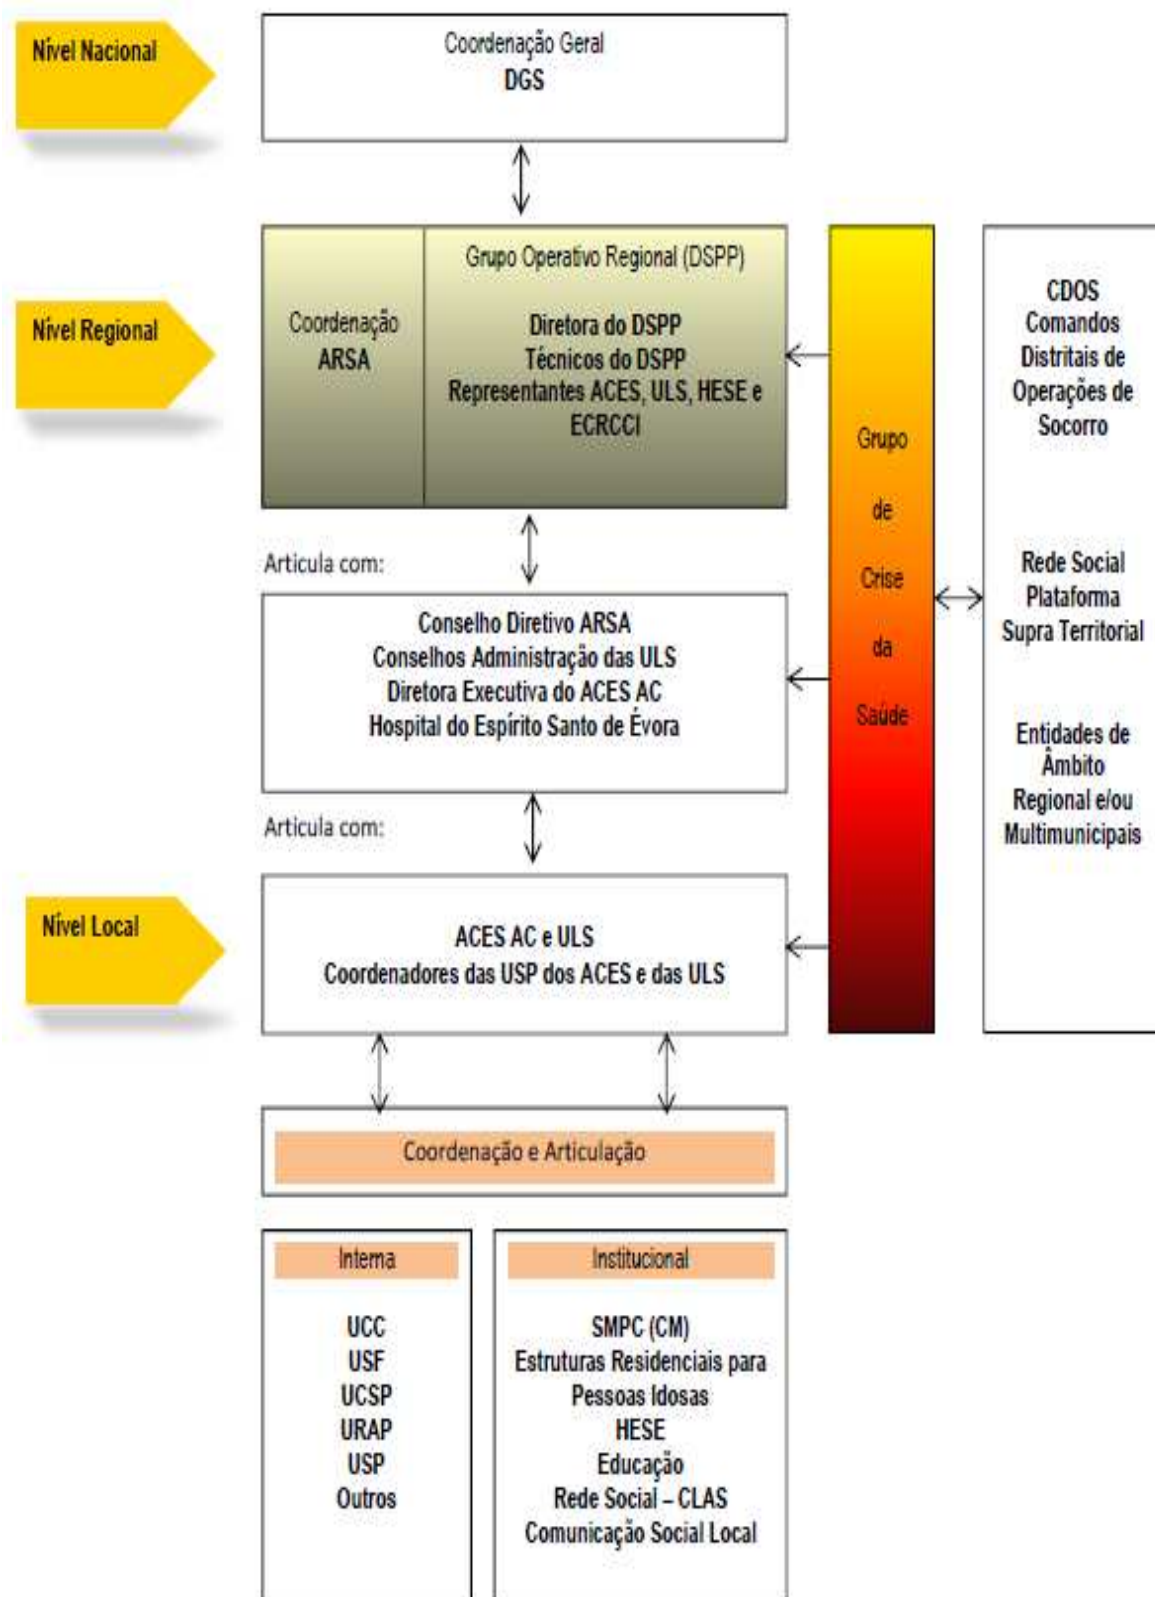 Nível Nacional
Coordenação Geral
DGS
Nível Regional
Coordenação
ARSA
Grupo Operativo Regional (DSPP)
Diretora do DSPP
Técnicos do DSPP
Representantes ACES, ULS, HESE e
ECRCCI
Grupo
de
Crise
da
Saúde
CDOS
Comandos
Distritais de
Operações de
Socorro
Rede Social
Plataforma
Supra Territorial
Entidades de
Âmbito
Regional e/ou
Multimunicipais
Articula com:
Conselho Diretivo ARSA
Conselhos Administração das ULS
Diretora Executiva do ACES AC
Hospital do Espírito Santo de Évora
Articula com:
Nível Local
ACES AC e ULS
Coordenadores das USP dos ACES e das ULS
Coordenação e Articulação
Interna
UCC
USF
UCSP
URAP
USP
Outros
Institucional
SMPC (CM)
Estruturas Residenciais para
Pessoas Idosas
HESE
Educação
Rede Social – CLAS
Comunicação Social Local